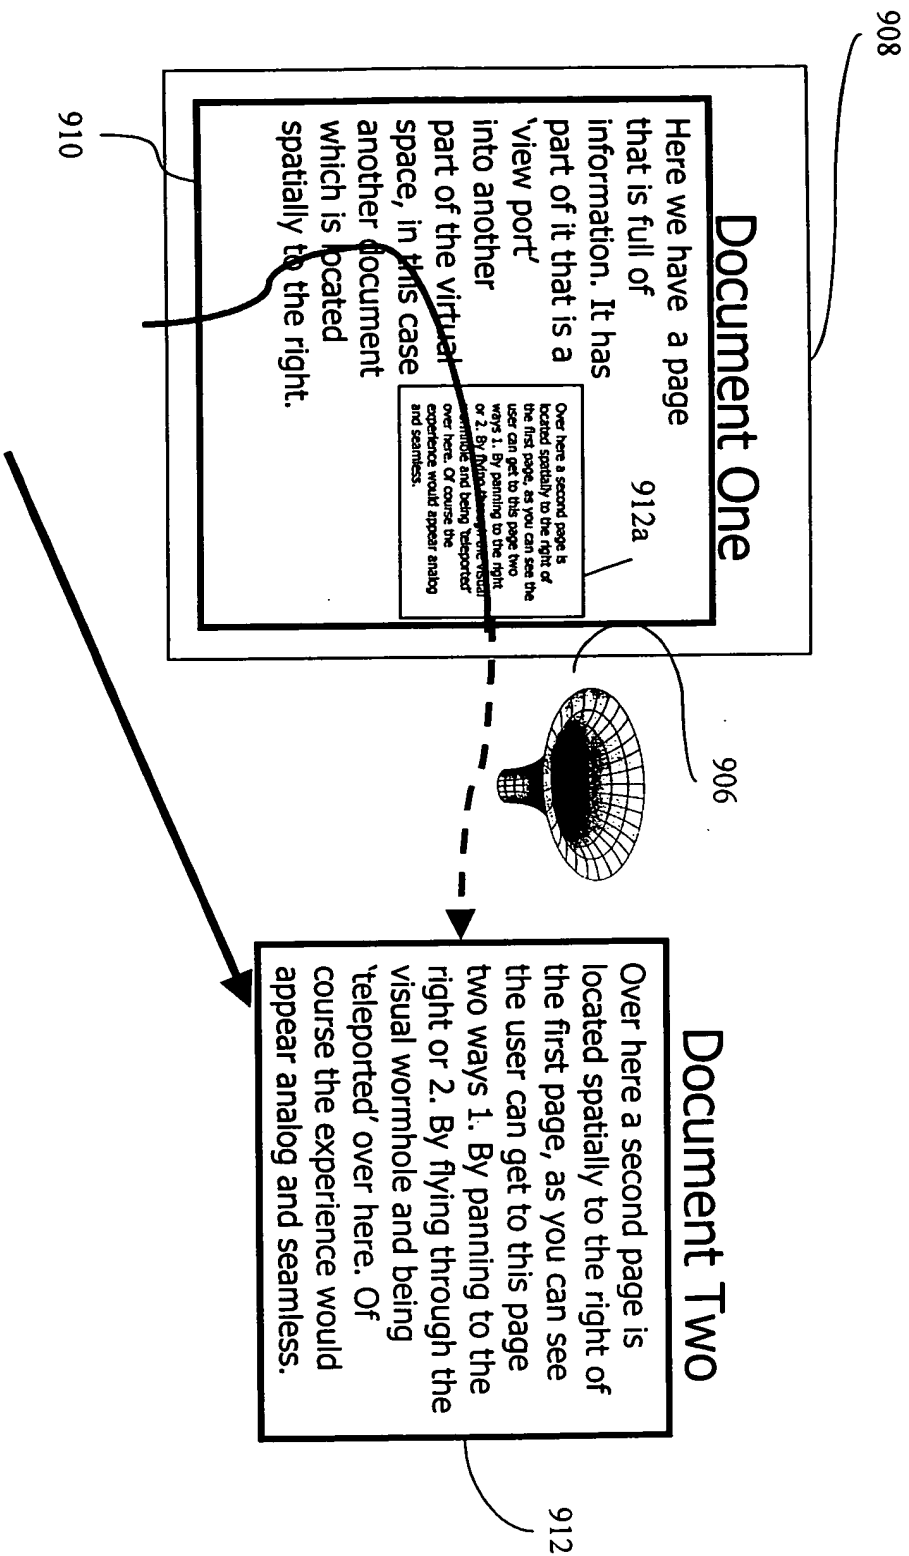 908
Document One
Here we have a page
that is full of
information. It has
part of it that is a
'view port'
into another
part of the virtual
space, in this case
another document
which is located
spatially to the right.
910
912a
Over here a second page is
located spatially to the right of
the first page, as you can see the
user can get to this page two
ways 1. By panning to the right
or 2. By flying through the visual
wormhole and being 'teleported'
over here. Of course the
experience would appear analog
and seamless.
906
Document Two
Over here a second page is
located spatially to the right of
the first page, as you can see
the user can get to this page
two ways 1. By panning to the
right or 2. By flying through the
visual wormhole and being
'teleported' over here. Of
course the experience would
appear analog and seamless.
912